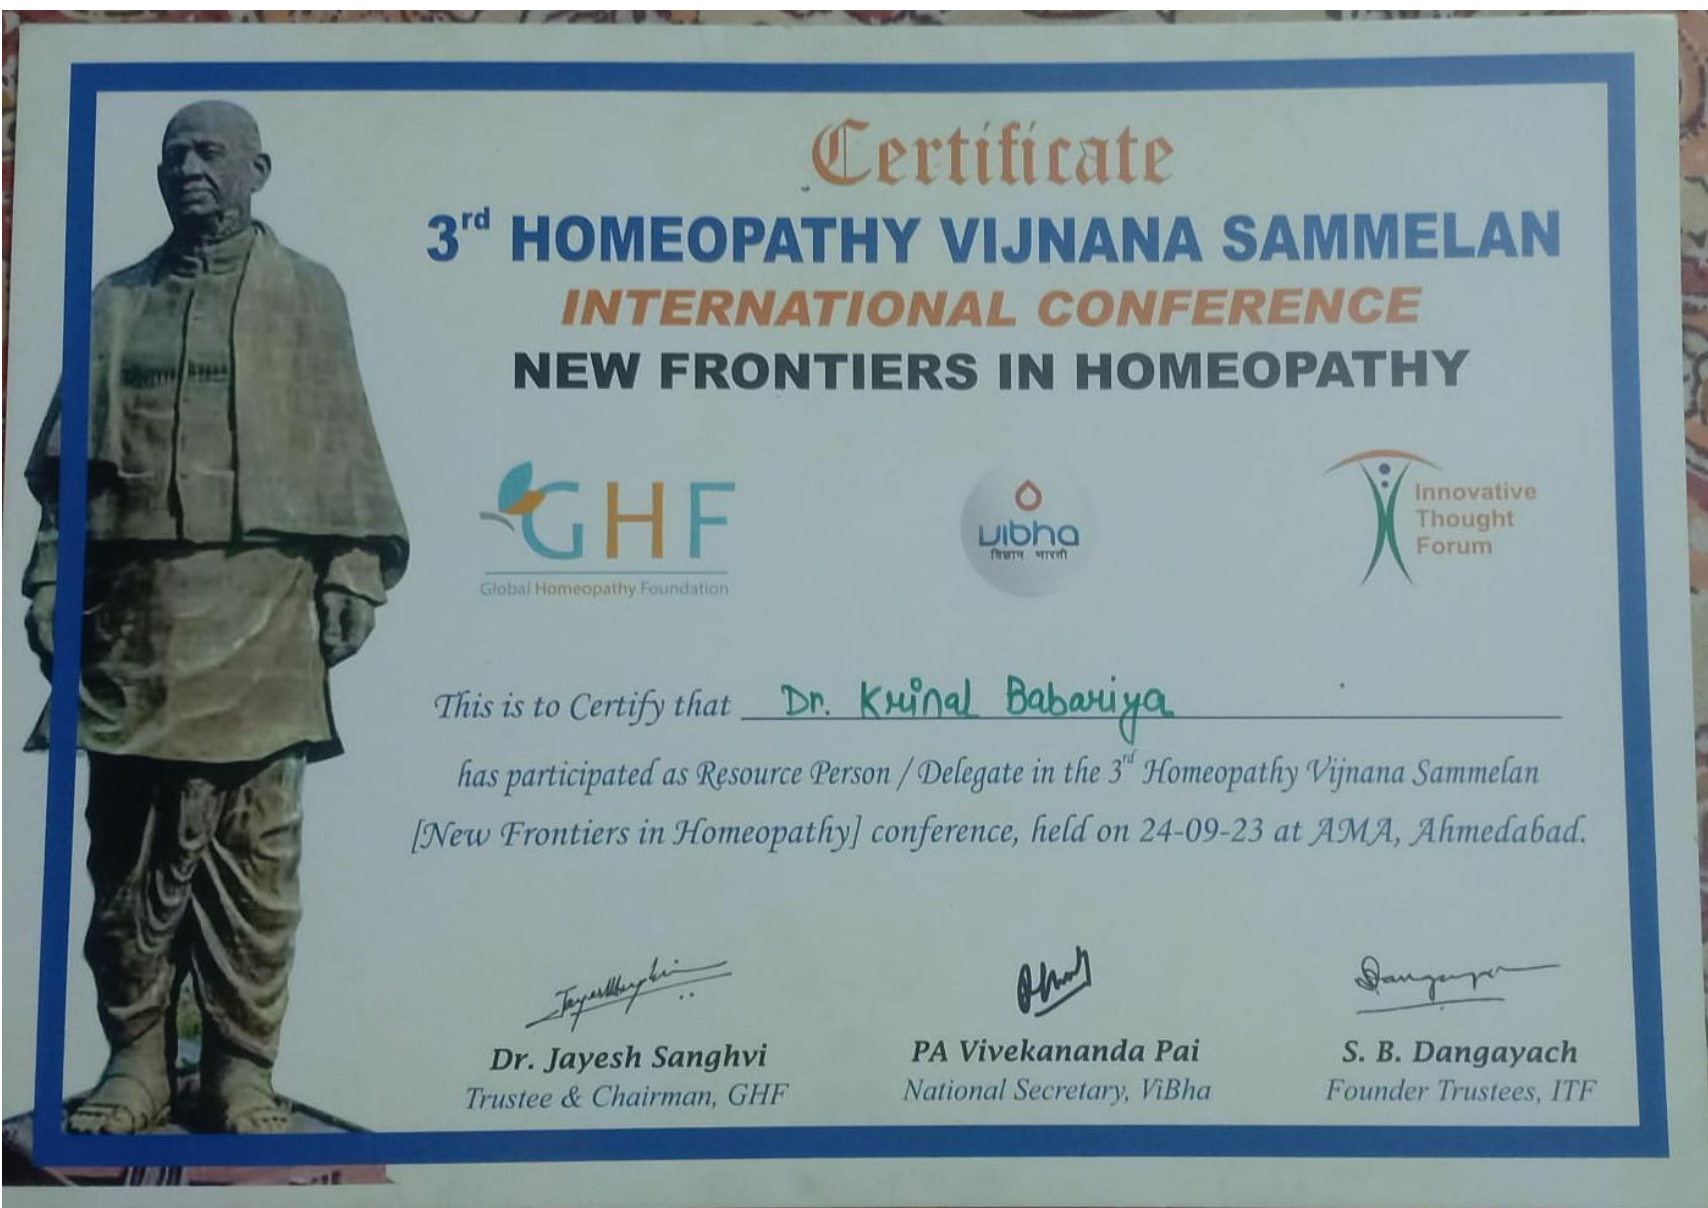 Certificate
3rd HOMEOPATHY VIJNANA SAMMELAN
INTERNATIONAL CONFERENCE
NEW FRONTIERS IN HOMEOPATHY
GHF
Global Homeopathy Foundation
vibha
विज्ञान भारती
Innovative
Thought
Forum
This is to Certify that Dr. Krinal Babariya
has participated as Resource Person / Delegate in the 3rd Homeopathy Vijnana Sammelan
[New Frontiers in Homeopathy] conference, held on 24-09-23 at AMA, Ahmedabad.
Dr. Jayesh Sanghvi
Trustee & Chairman, GHF
PA Vivekananda Pai
National Secretary, ViBha
S. B. Dangayach
Founder Trustees, ITF